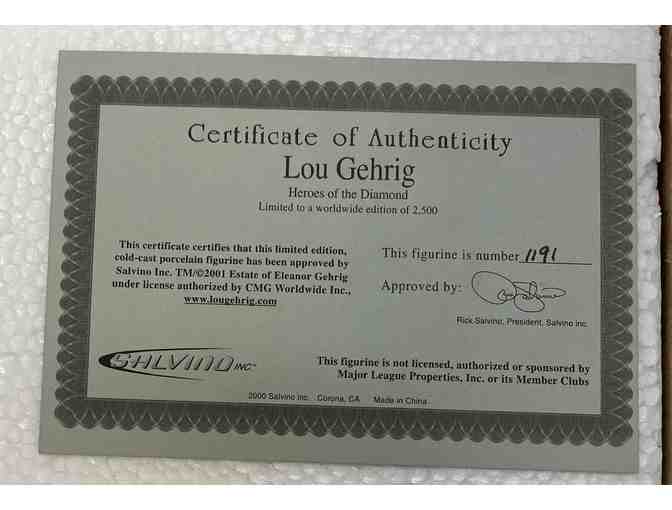 Certificate of Authenticity
Lou Gehrig
Heroes of the Diamond
Limited to a worldwide edition of 2,500
This certificate certifies that this limited edition,
cold-cast porcelain figurine has been approved by
Salvino Inc. TM/©2001 Estate of Eleanor Gehrig
under license authorized by CMG Worldwide Inc.,
www.lougehrig.com
This figurine is number 1191
Approved by:
Rick Salvino, President, Salvino Inc.
SALVINO INC™
This figurine is not licensed, authorized or sponsored by
Major League Properties, Inc. or its Member Clubs
2000 Salvino Inc. Corona, CA Made in China